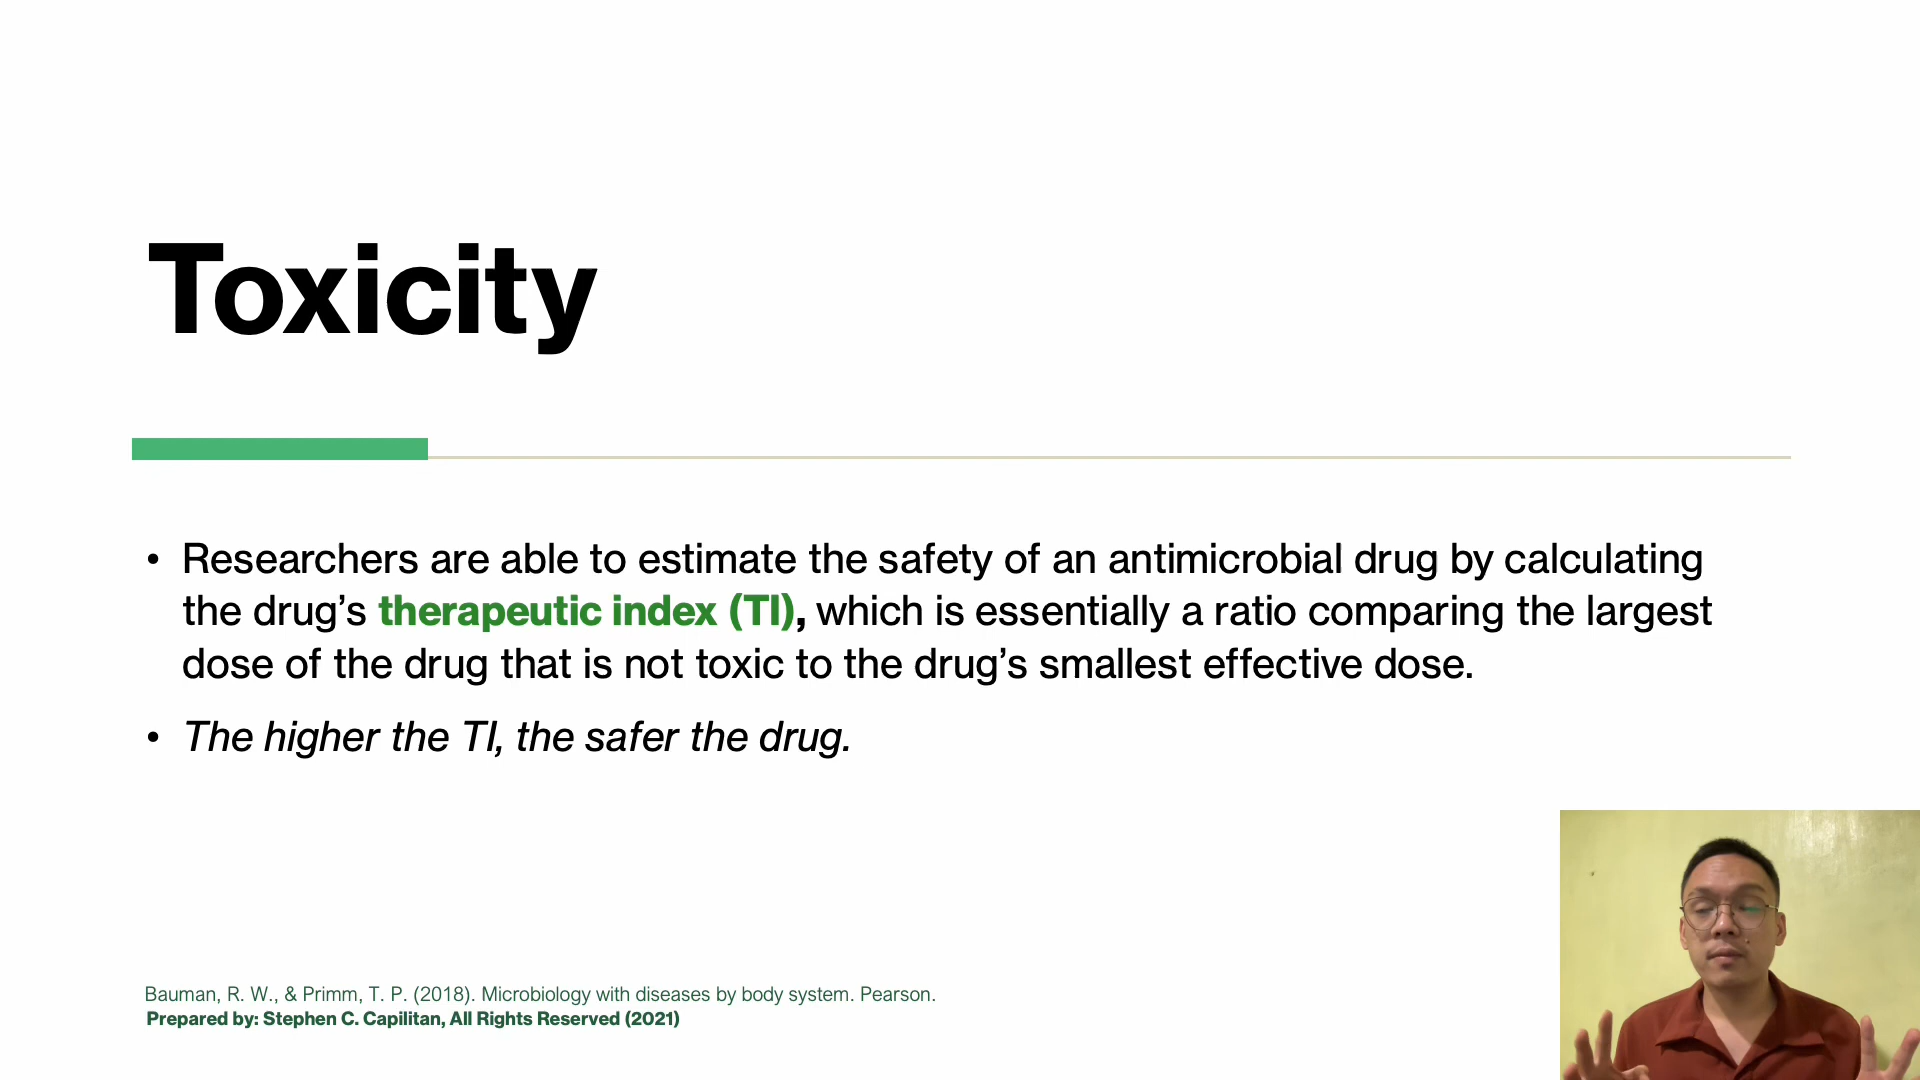 Toxicity
• Researchers are able to estimate the safety of an antimicrobial drug by calculating
the drug’s therapeutic index (TI), which is essentially a ratio comparing the largest
dose of the drug that is not toxic to the drug’s smallest effective dose.
• The higher the TI, the safer the drug.
Bauman, R. W., & Primm, T. P. (2018). Microbiology with diseases by body system. Pearson.
Prepared by: Stephen C. Capilitan, All Rights Reserved (2021)